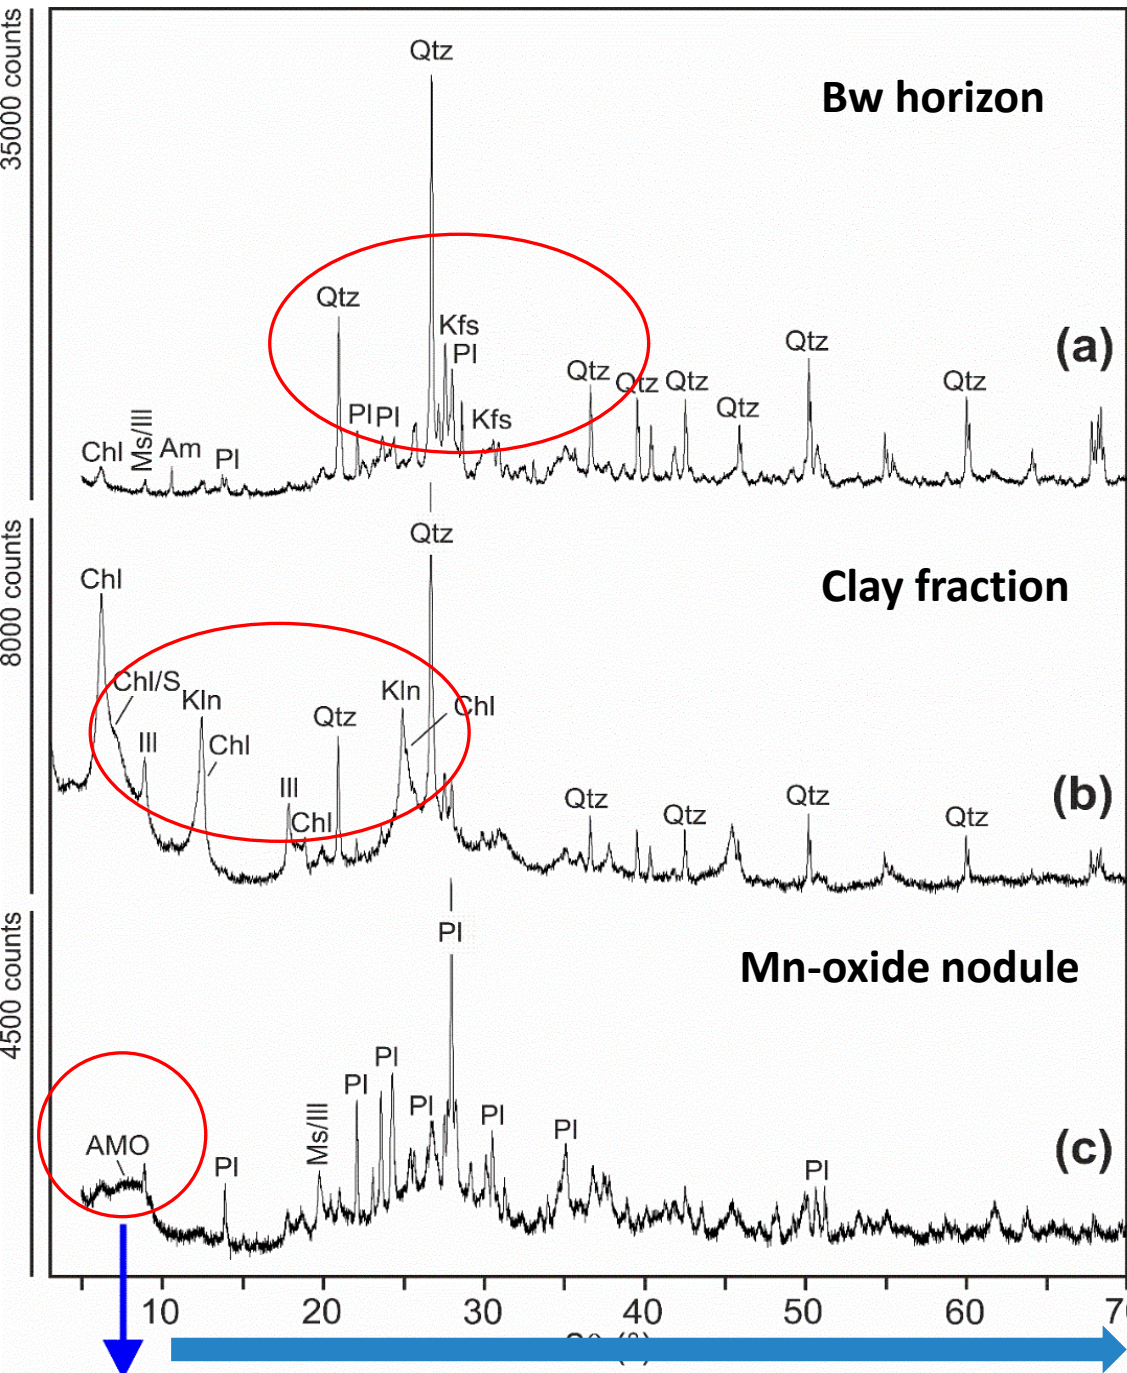 35000 counts
Qtz
Bw horizon
Qtz
Kfs
Pl
(a)
Qtz
Qtz
Qtz
Qtz
Qtz
Qtz
Pl
Pl
Kfs
Chl
Ms/Ill
Am
Pl
8000 counts
Qtz
Chl
Clay fraction
Chl/S
Kln
Kln
Chl
Qtz
Ill
Chl
Ill
Chl
Qtz
Qtz
Qtz
Qtz
(b)
4500 counts
Pl
Mn-oxide nodule
Pl
Pl
Pl
Pl
Pl
Ms/Ill
AMO
Pl
Pl
(c)
10
20
30
40
50
60